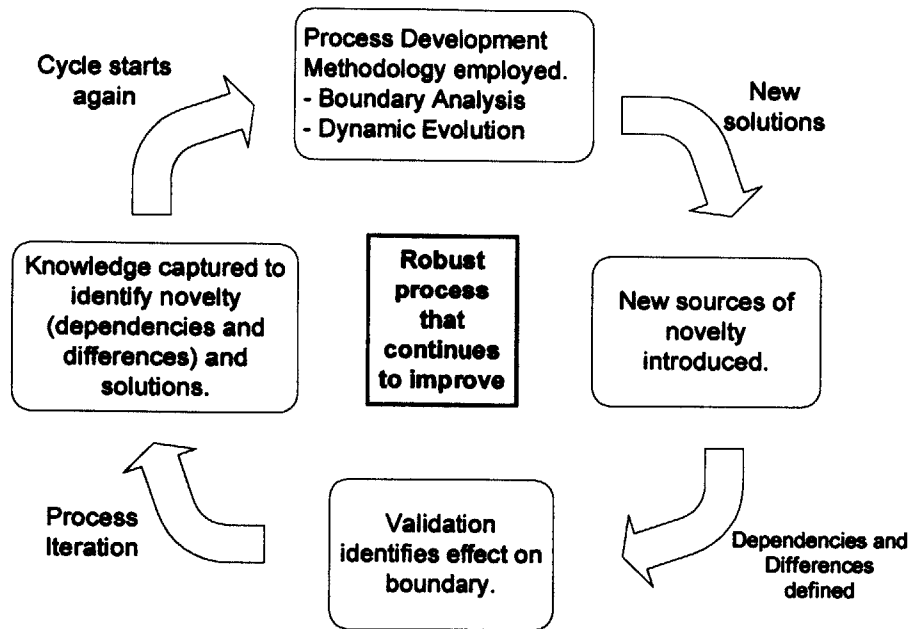 Process Development
Methodology employed.
- Boundary Analysis
- Dynamic Evolution
New
solutions
New sources of
novelty
introduced.
Dependencies and
Differences
defined
Validation
identifies effect on
boundary.
Process
Iteration
Knowledge captured to
identify novelty
(dependencies and
differences) and
solutions.
Cycle starts
again
Robust
process
that
continues
to improve